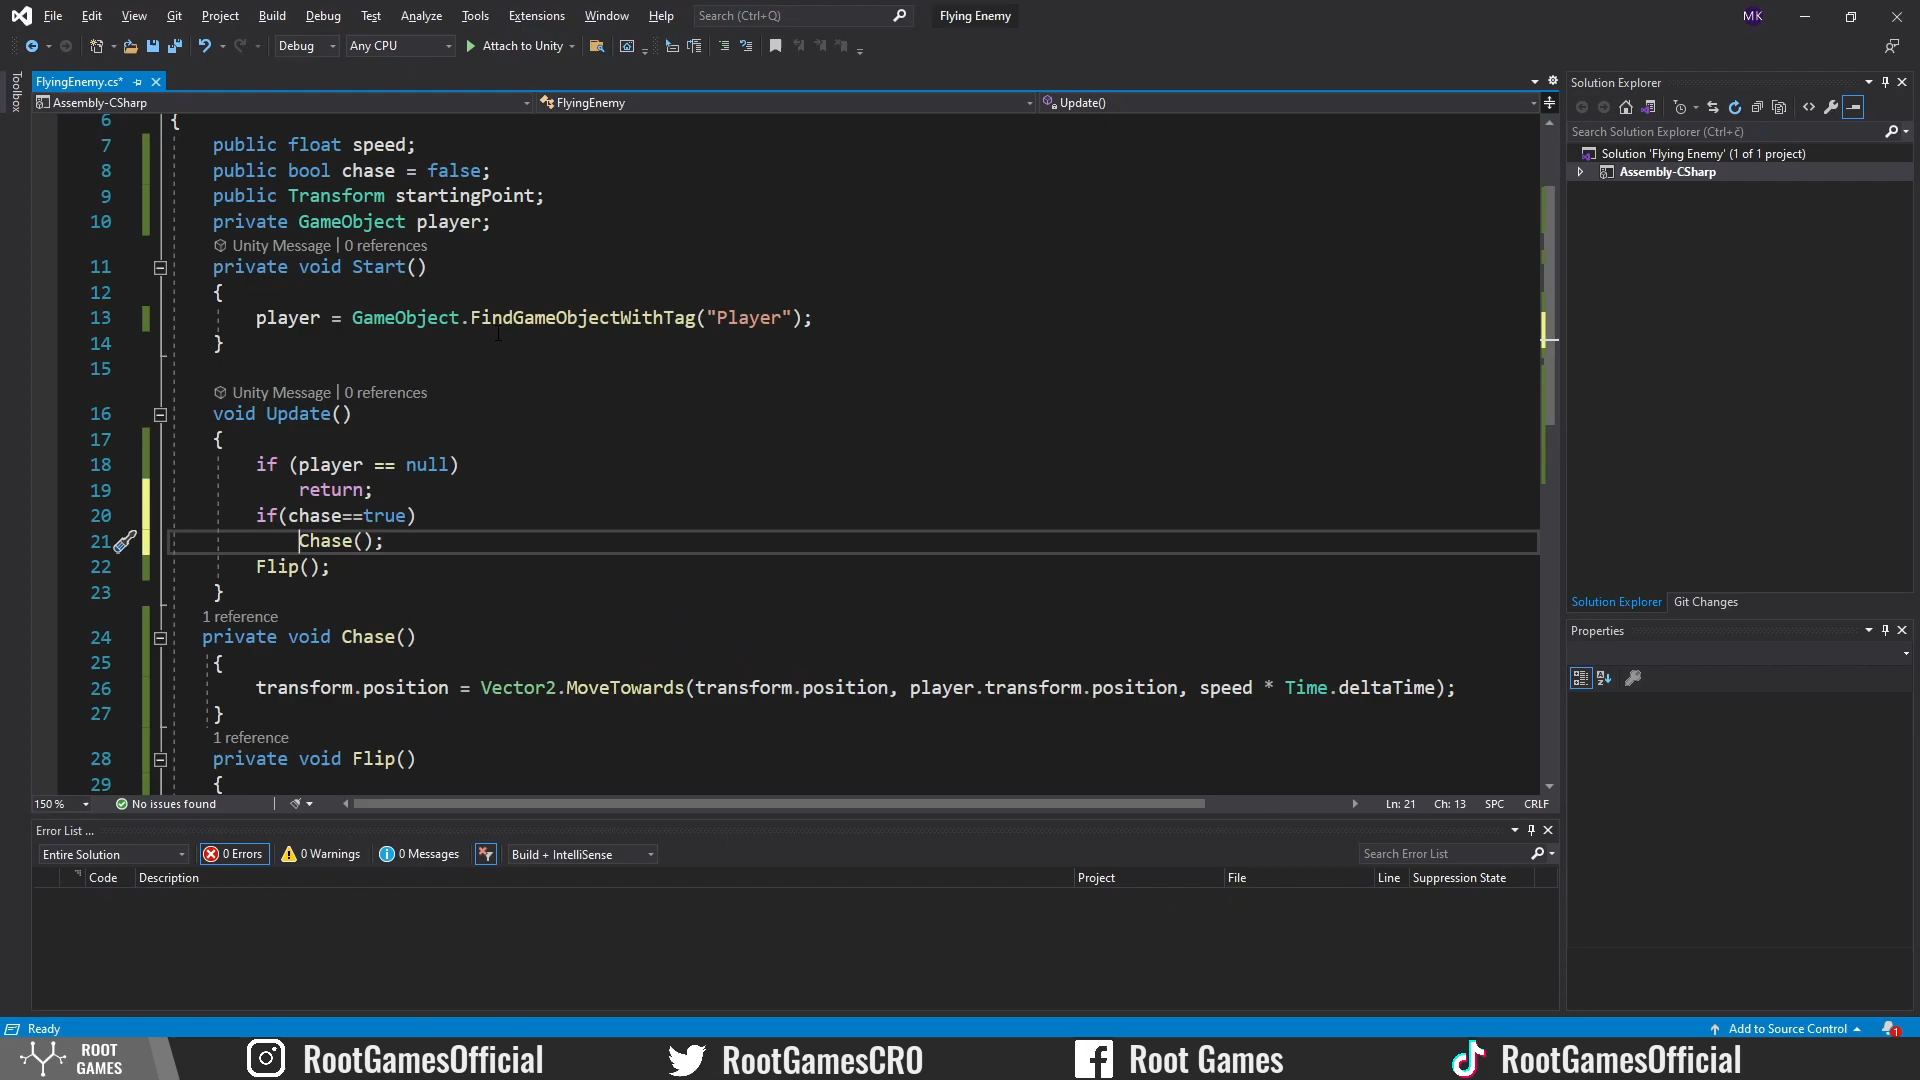 File Edit View Git Project Build Debug Test Analyze Tools Extensions Window Help Search (Ctrl+Q) Flying Enemy MK
Debug Any CPU Attach to Unity
Toolbox
FlyingEnemy.cs*
Assembly-CSharp FlyingEnemy Update()
6 {
7 public float speed;
8 public bool chase = false;
9 public Transform startingPoint;
10 private GameObject player;
Unity Message | 0 references
11 private void Start()
12 {
13 player = GameObject.FindGameObjectWithTag("Player");
14 }
15
Unity Message | 0 references
16 void Update()
17 {
18 if (player == null)
19 return;
20 if(chase==true)
21 Chase();
22 Flip();
23 }
1 reference
24 private void Chase()
25 {
26 transform.position = Vector2.MoveTowards(transform.position, player.transform.position, speed * Time.deltaTime);
27 }
1 reference
28 private void Flip()
29 {
150 % No issues found Ln: 21 Ch: 13 SPC CRLF
Error List ...
Entire Solution 0 Errors 0 Warnings 0 Messages Build + IntelliSense Search Error List
Code Description Project File Line Suppression State
Solution Explorer
Search Solution Explorer (Ctrl+č)
Solution 'Flying Enemy' (1 of 1 project)
Assembly-CSharp
Solution Explorer Git Changes
Properties
Ready Add to Source Control 1
ROOT
GAMES
RootGamesOfficial RootGamesCRO Root Games RootGamesOfficial